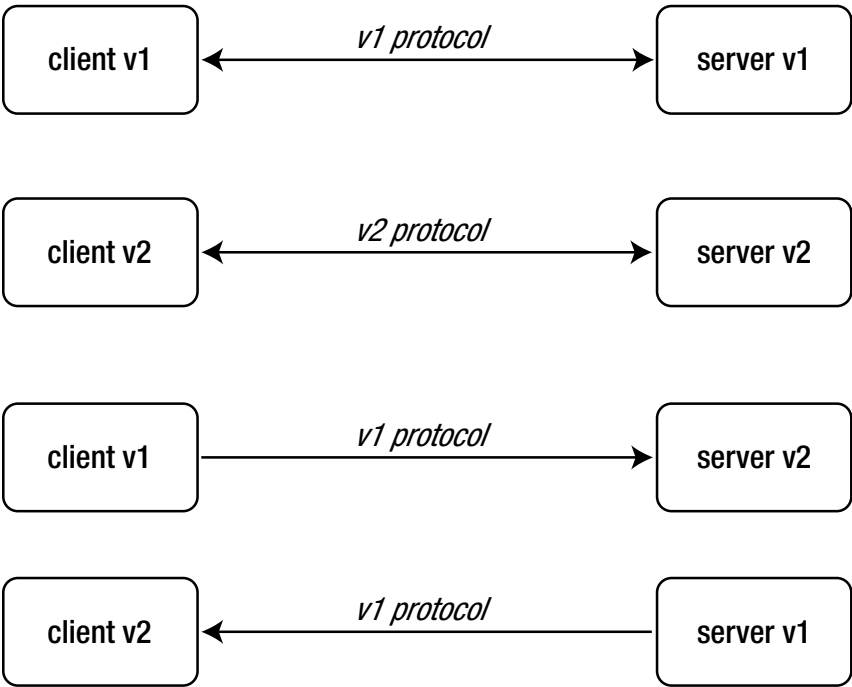 v1 protocol
client v1
server v1
v2 protocol
client v2
server v2
v1 protocol
client v1
server v2
v1 protocol
client v2
server v1